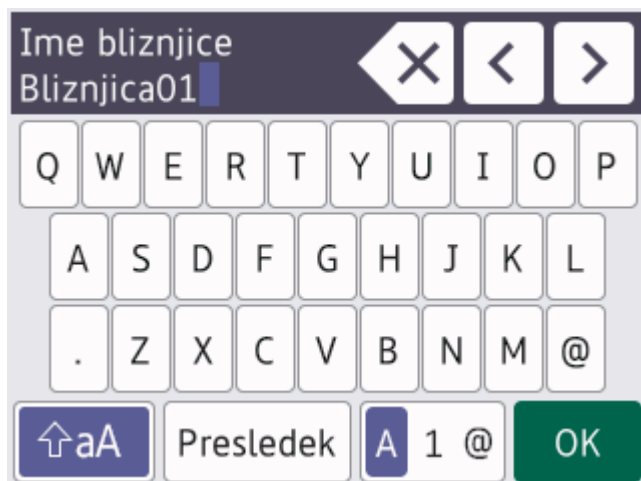 Ime bliznjice
Bliznjica01
Q W E R T Y U I O P
A S D F G H J K L
. Z X C V B N M @
aA Presledek A 1 @ OK